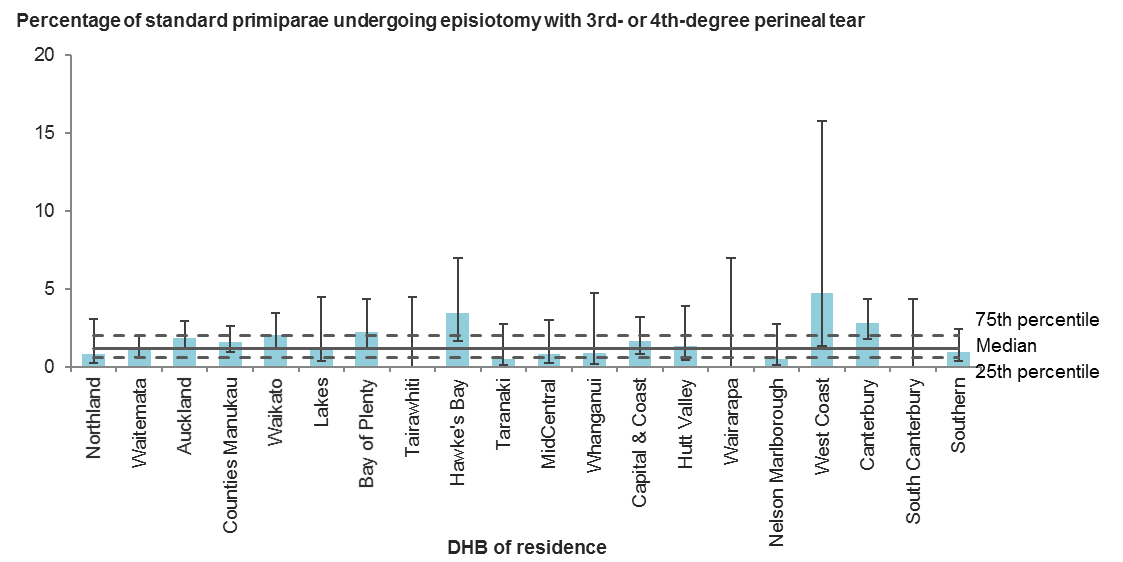 Percentage of standard primiparae undergoing episiotomy with 3rd- or 4th-degree perineal tear
20
15
10
5
0
75th percentile
Median
25th percentile
Northland
Waitemata
Auckland
Counties Manukau
Waikato
Lakes
Bay of Plenty
Tairawhiti
Hawke's Bay
Taranaki
MidCentral
Whanganui
Capital & Coast
Hutt Valley
Wairarapa
Nelson Marlborough
West Coast
Canterbury
South Canterbury
Southern
DHB of residence